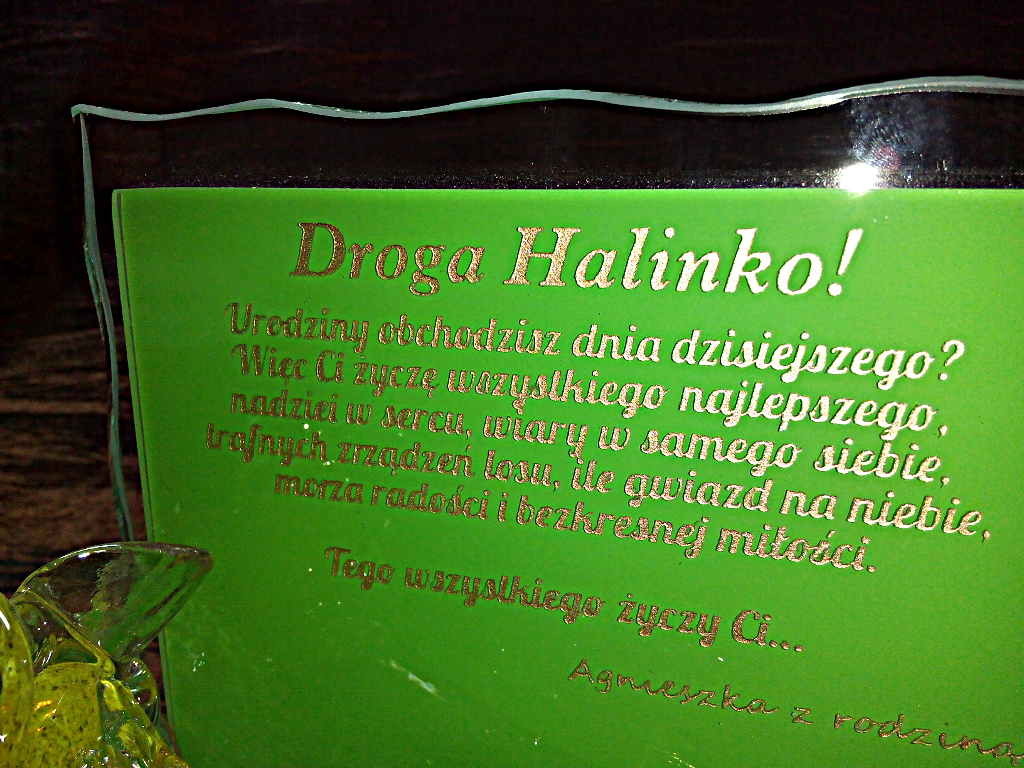 Droga Halinko!
Urodziny obchodzisz dnia dzisiejszego?
Więc Ci życzę wszystkiego najlepszego,
nadziei w sercu, wiary w samego siebie,
trafnych zrządzeń losu, ile gwiazd na niebie,
morza radości i bezkresnej miłości.
Tego wszystkiego życzy Ci...
Agnieszka z rodziną